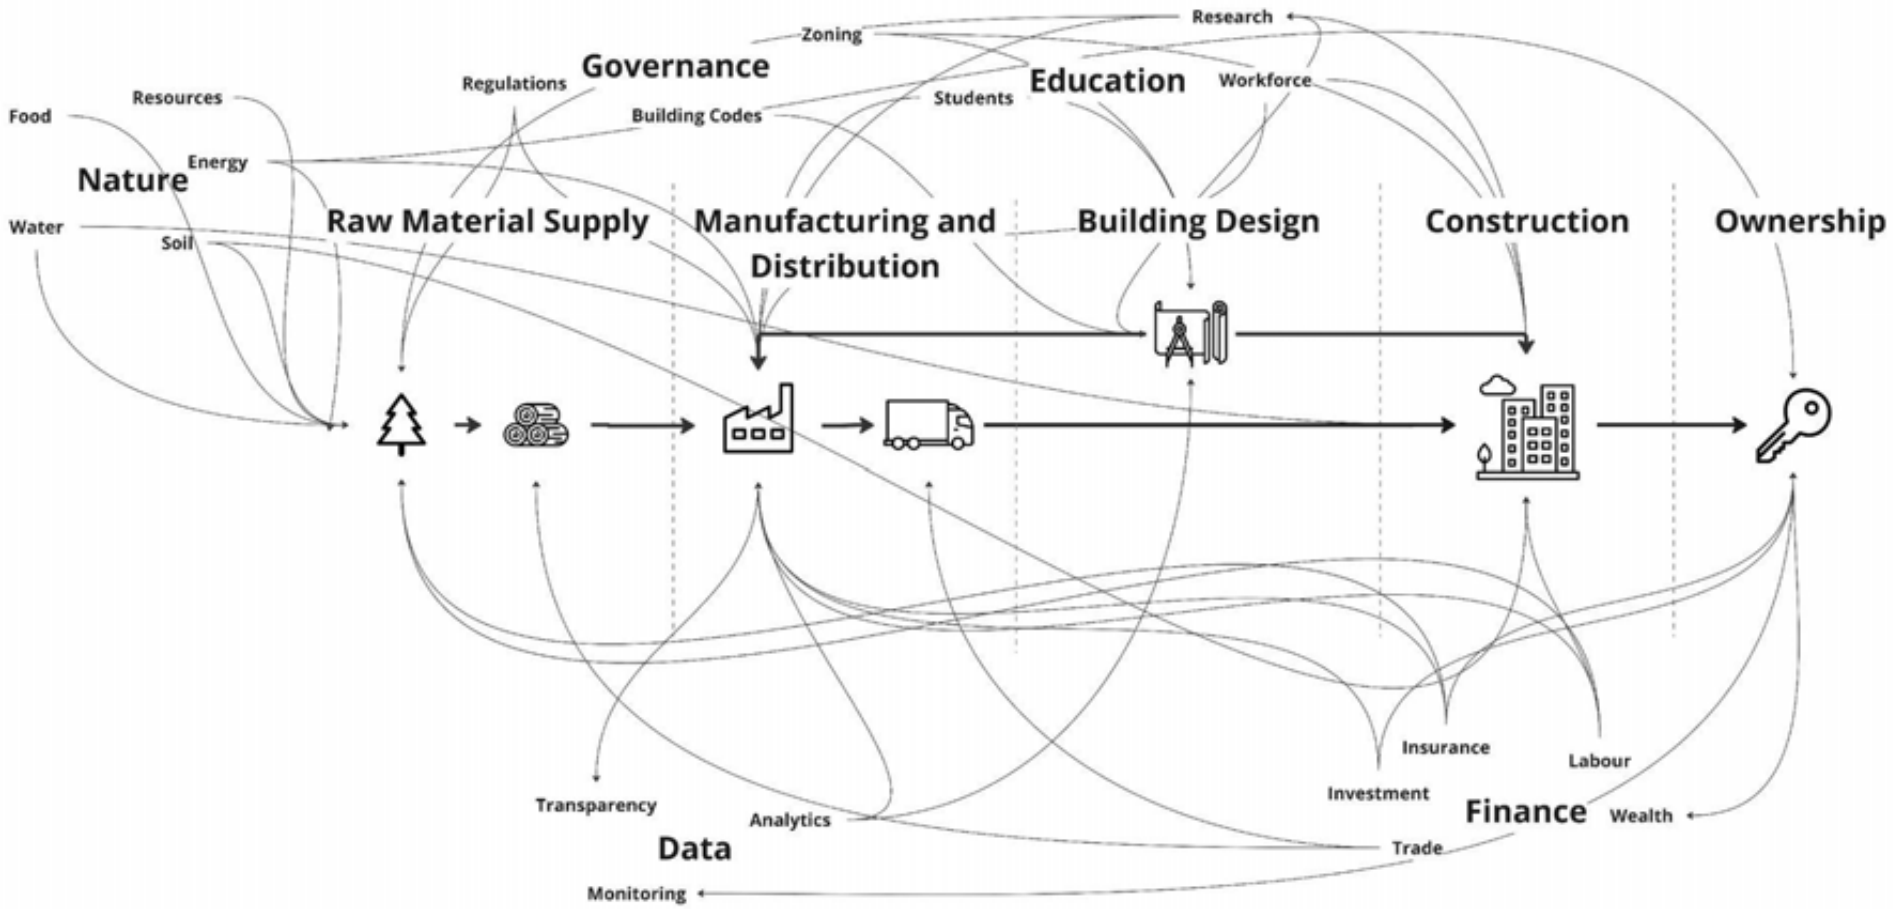 Research
Zoning
Governance
Regulations
Education
Workforce
Students
Building Codes
Resources
Food
Energy
Nature
Water
Soil
Raw Material Supply
Manufacturing and
Distribution
Building Design
Construction
Ownership
Insurance
Labour
Investment
Finance
Wealth
Trade
Transparency
Analytics
Data
Monitoring